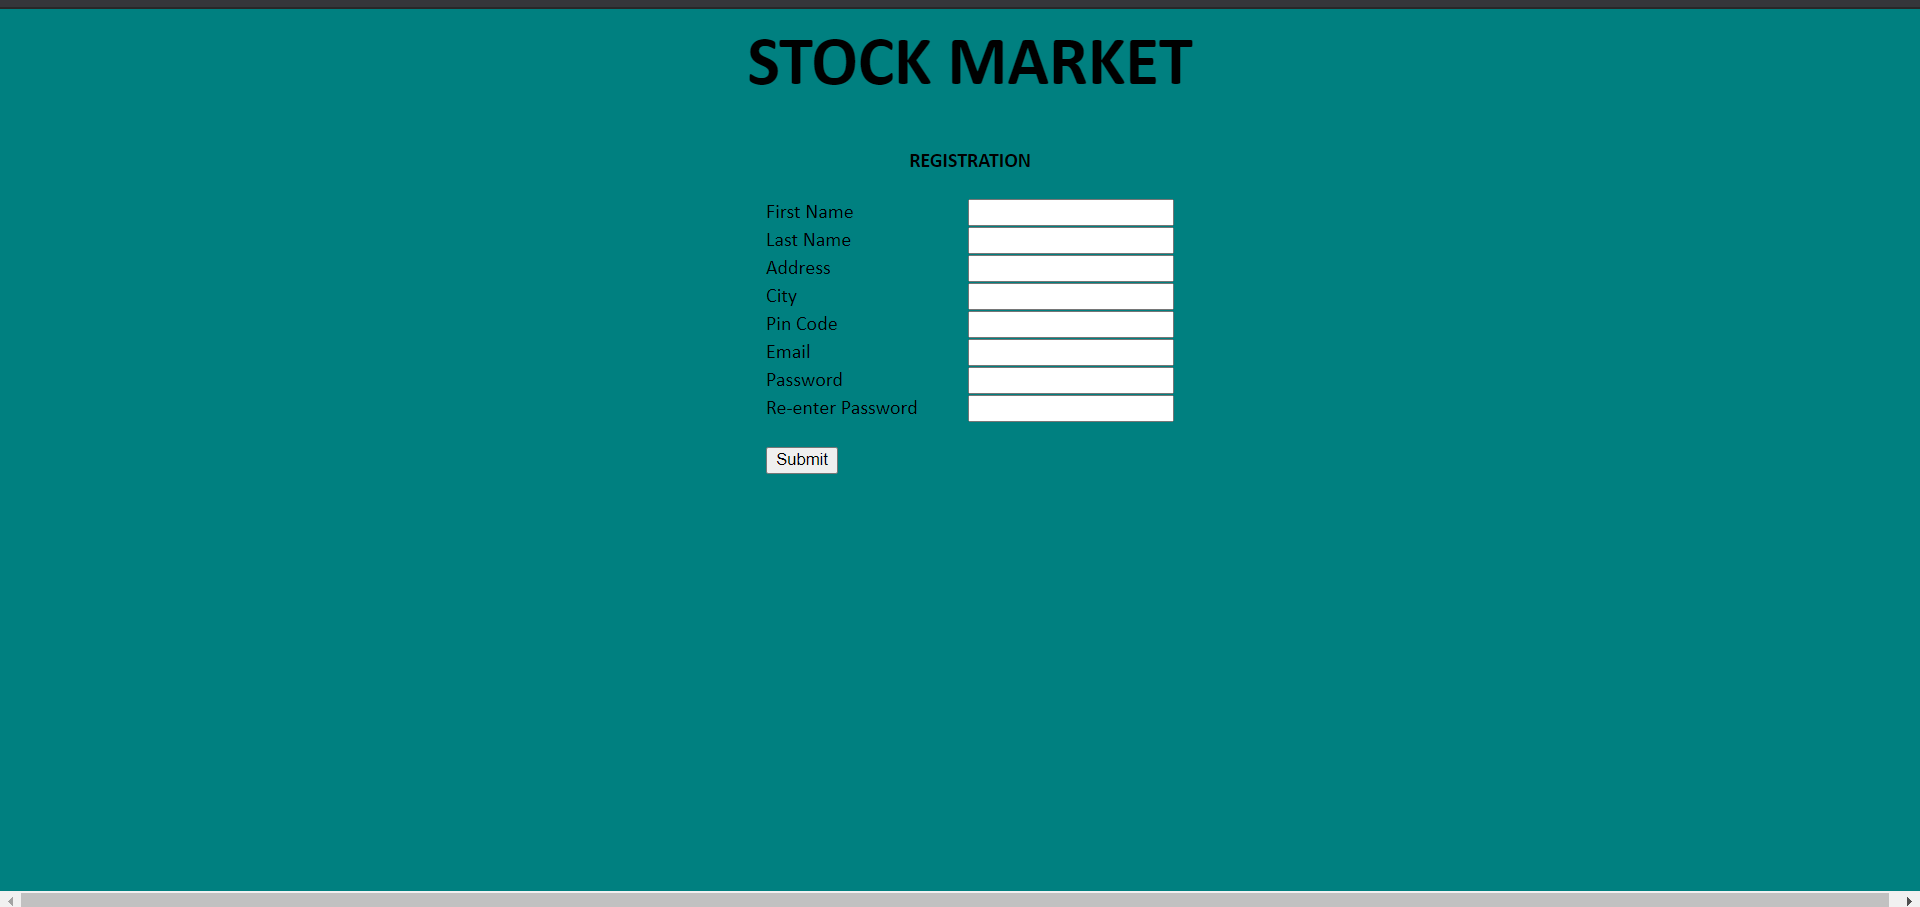 STOCK MARKET
REGISTRATION
First Name
Last Name
Address
City
Pin Code
Email
Password
Re-enter Password
Submit